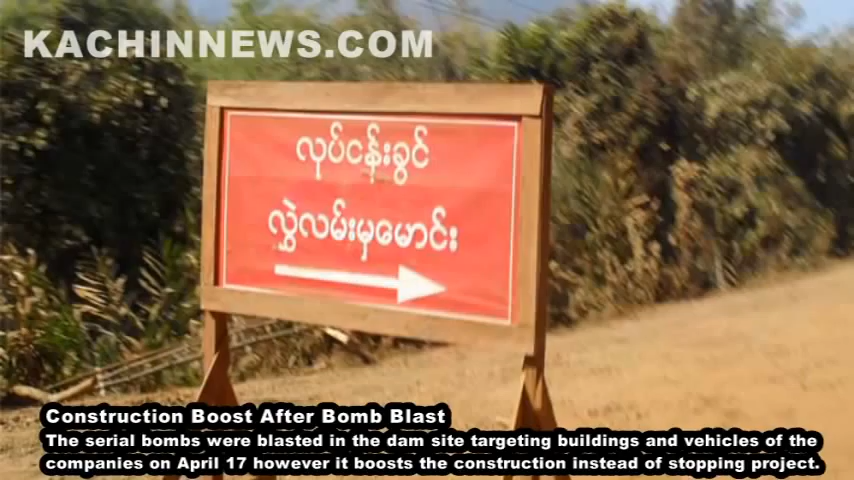 KACHINNEWS.COM
လုပ်ငန်းခွင်
လွှဲလမ်းမှမောင်း
Construction Boost After Bomb Blast
The serial bombs were blasted in the dam site targeting buildings and vehicles of the
companies on April 17 however it boosts the construction instead of stopping project.